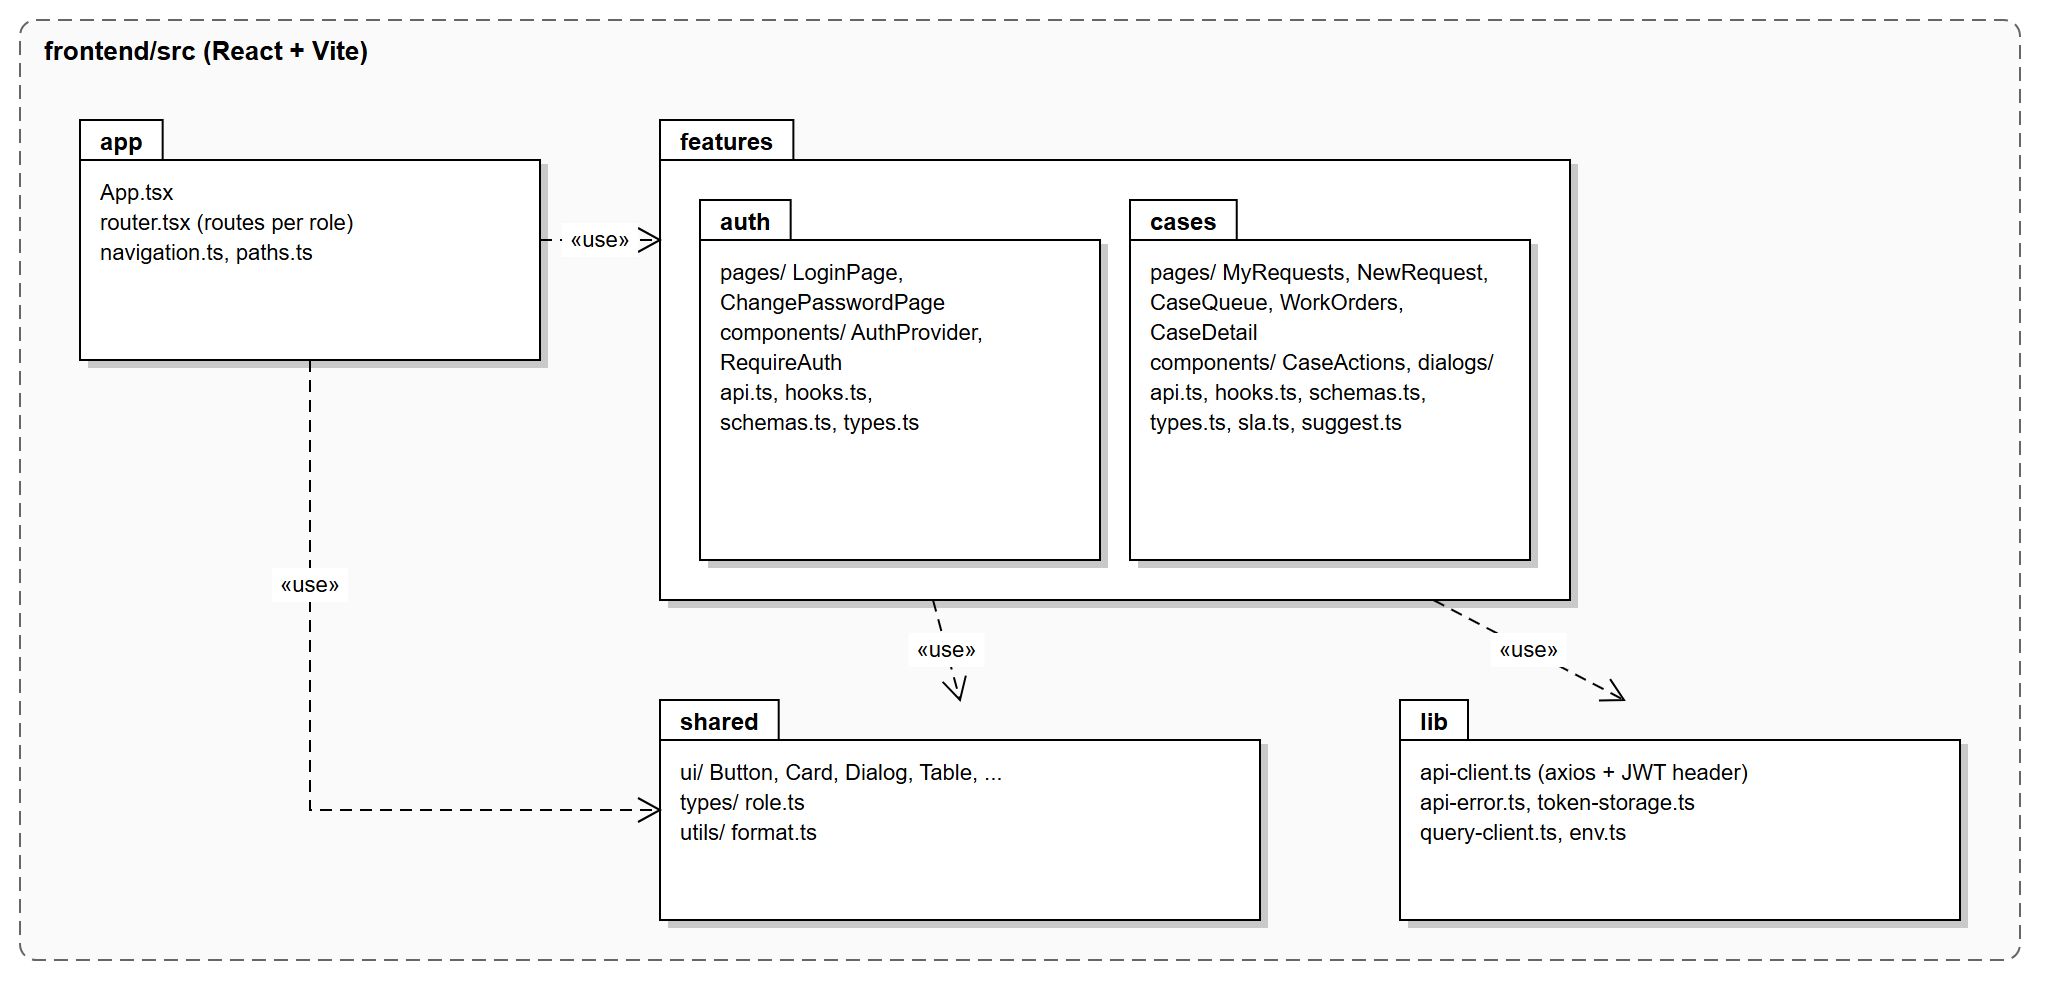 frontend/src (React + Vite)
app
App.tsx
router.tsx (routes per role)
navigation.ts, paths.ts
«use»
features
auth
pages/ LoginPage,
ChangePasswordPage
components/ AuthProvider,
RequireAuth
api.ts, hooks.ts,
schemas.ts, types.ts
cases
pages/ MyRequests, NewRequest,
CaseQueue, WorkOrders,
CaseDetail
components/ CaseActions, dialogs/
api.ts, hooks.ts, schemas.ts,
types.ts, sla.ts, suggest.ts
«use»
«use»
«use»
shared
ui/ Button, Card, Dialog, Table, ...
types/ role.ts
utils/ format.ts
lib
api-client.ts (axios + JWT header)
api-error.ts, token-storage.ts
query-client.ts, env.ts